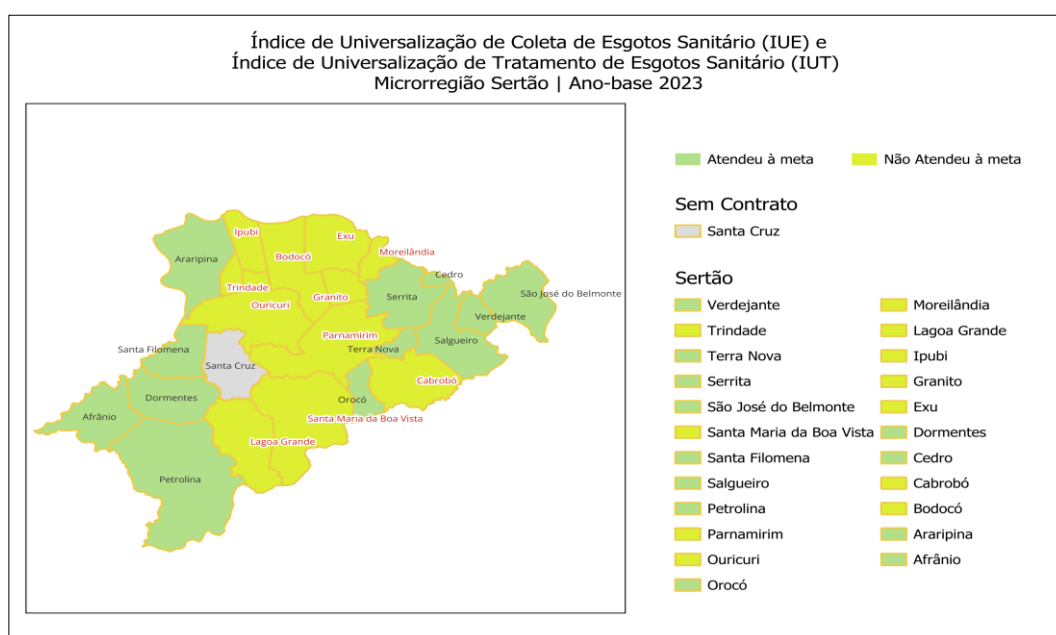 Índice de Universalização de Coleta de Esgotos Sanitário (IUE) e
Índice de Universalização de Tratamento de Esgotos Sanitário (IUT)
Microrregião Sertão | Ano-base 2023
Atendeu à meta
Não Atendeu à meta
Sem Contrato
Santa Cruz
Sertão
Verdejante
Trindade
Terra Nova
Serrita
São José do Belmonte
Santa Maria da Boa Vista
Santa Filomena
Salgueiro
Petrolina
Parnamirim
Ouricuri
Orocó
Moreilândia
Lagoa Grande
Ipubi
Granito
Exu
Dormentes
Cedro
Cabrobó
Bodocó
Araripina
Afrânio
Ipubi
Exu
Moreilândia
Araripina
Bodocó
Cedro
Trindade
Granito
Serrita
São José do Belmonte
Ouricuri
Verdejante
Parnamirim
Salgueiro
Santa Filomena
Terra Nova
Santa Cruz
Cabrobó
Dormentes
Orocó
Afrânio
Santa Maria da Boa Vista
Lagoa Grande
Petrolina